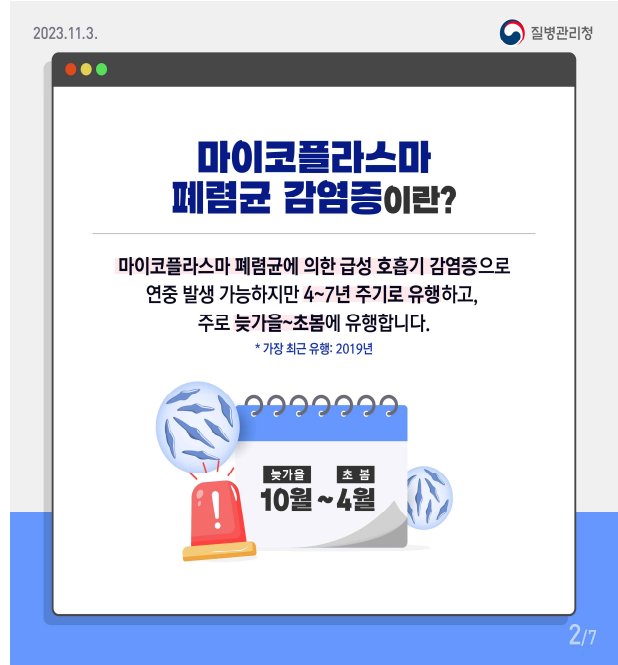 2023.11.3.
질병관리청
마이코플라스마
폐렴균 감염증이란?
마이코플라스마 폐렴균에 의한 급성 호흡기 감염증으로
연중 발생 가능하지만 4~7년 주기로 유행하고,
주로 늦가을~초봄에 유행합니다.
* 가장 최근 유행: 2019년
늦가을 초 봄
10월 ~ 4월
2/7